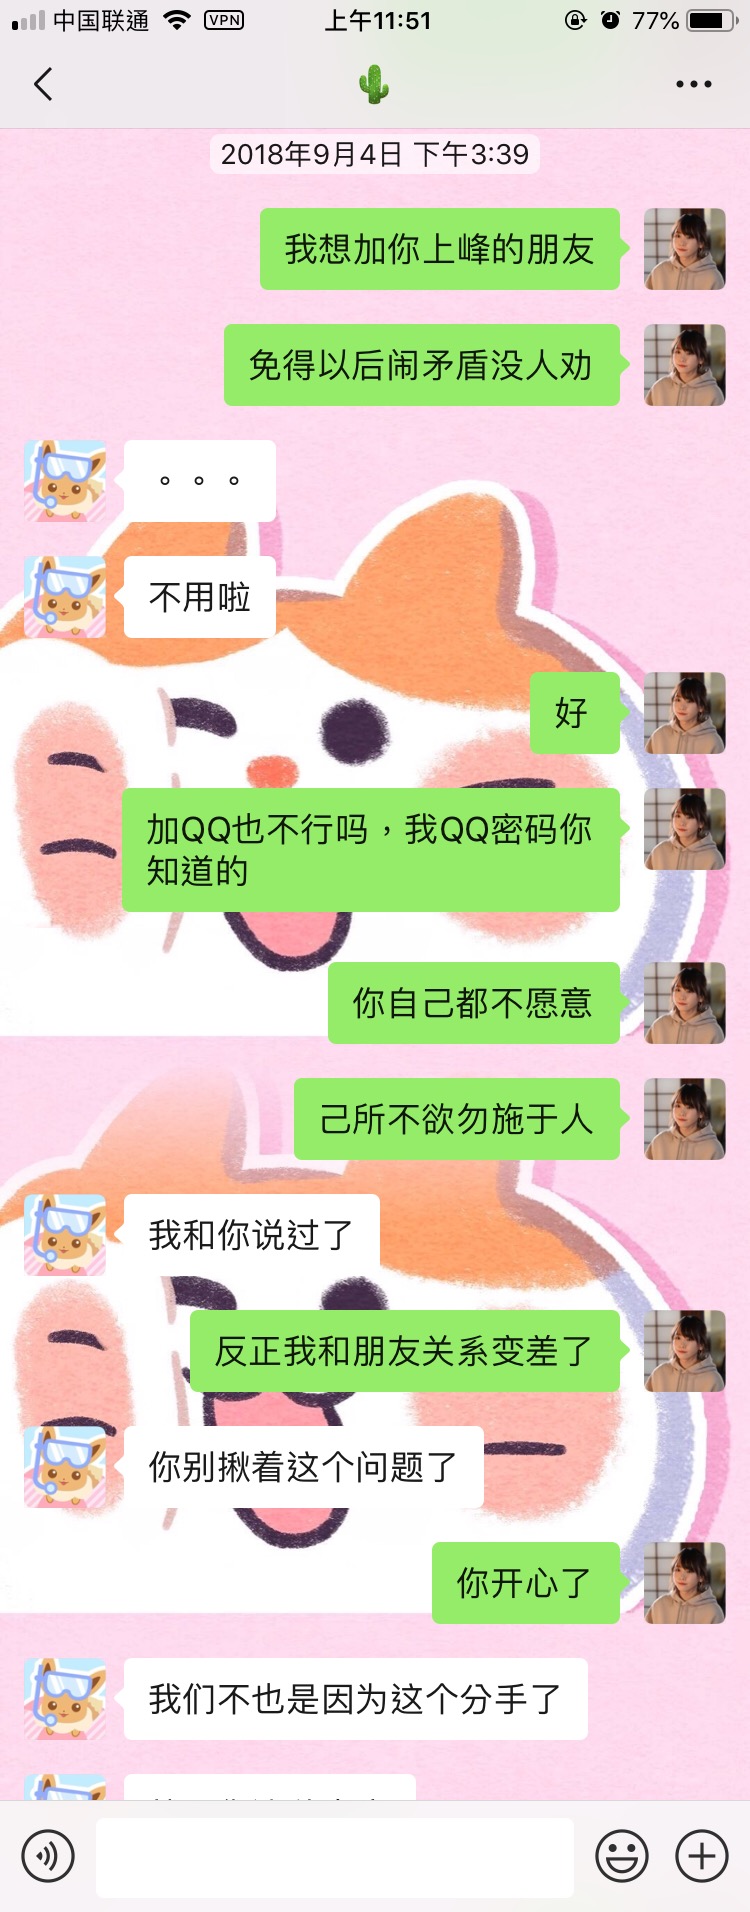 中国联通 VPN 上午11:51 77%
2018年9月4日 下午3:39
我想加你上峰的朋友
免得以后闹矛盾没人劝
。。。
不用啦
好
加QQ也不行吗，我QQ密码你
知道的
你自己都不愿意
己所不欲勿施于人
我和你说过了
反正我和朋友关系变差了
你别揪着这个问题了
你开心了
我们不也是因为这个分手了